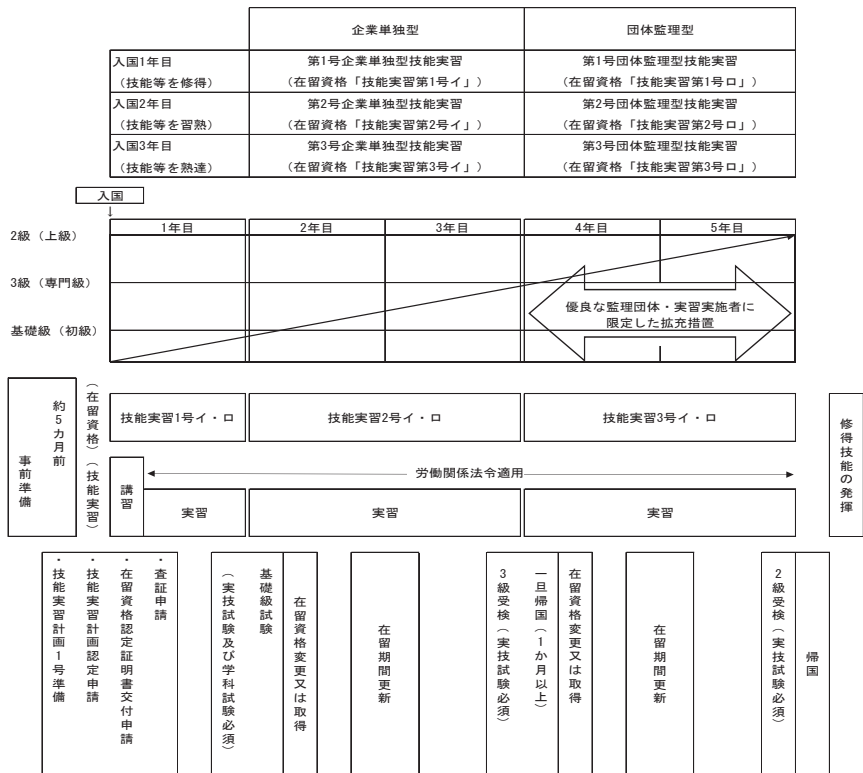 企業単独型
団体監理型
入国1年目
(技能等を修得)
第1号企業単独型技能実習
(在留資格「技能実習第1号イ」)
第1号団体監理型技能実習
(在留資格「技能実習第1号ロ」)
入国2年目
(技能等を習熟)
第2号企業単独型技能実習
(在留資格「技能実習第2号イ」)
第2号団体監理型技能実習
(在留資格「技能実習第2号ロ」)
入国3年目
(技能等を熟達)
第3号企業単独型技能実習
(在留資格「技能実習第3号イ」)
第3号団体監理型技能実習
(在留資格「技能実習第3号ロ」)
入国
↓
1年目
2年目
3年目
4年目
5年目
2級(上級)
3級(専門級)
基礎級(初級)
優良な監理団体・実習実施者に
限定した拡充措置
約5カ月前
事前準備
(在留資格)(技能実習)
技能実習1号イ・ロ
技能実習2号イ・ロ
技能実習3号イ・ロ
修得技能の発揮
講習
労働関係法令適用
実習
実習
実習
・査証申請
・在留資格認定証明書交付申請
・技能実習計画認定申請
・技能実習計画1号準備
基礎級試験
(実技試験及び学科試験必須)
在留資格変更又は取得
在留期間更新
3級受検(実技試験必須)
一旦帰国(1か月以上)
在留資格変更又は取得
在留期間更新
2級受検(実技試験必須)
帰国